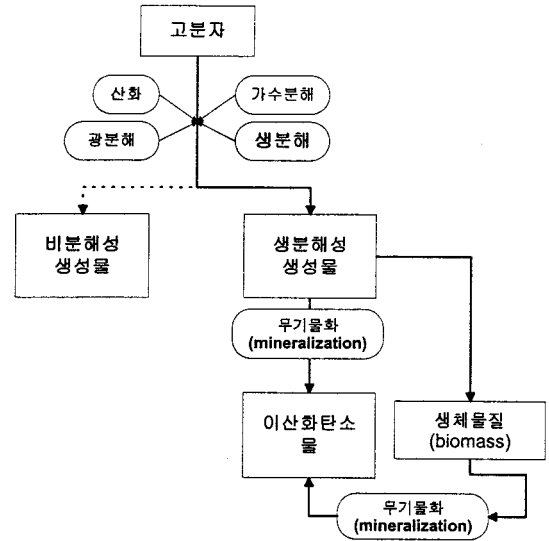 고분자
산화
가수분해
광분해
생분해
비분해성
생성물
생분해성
생성물
무기물화
(mineralization)
이산화탄소
물
생체물질
(biomass)
무기물화
(mineralization)